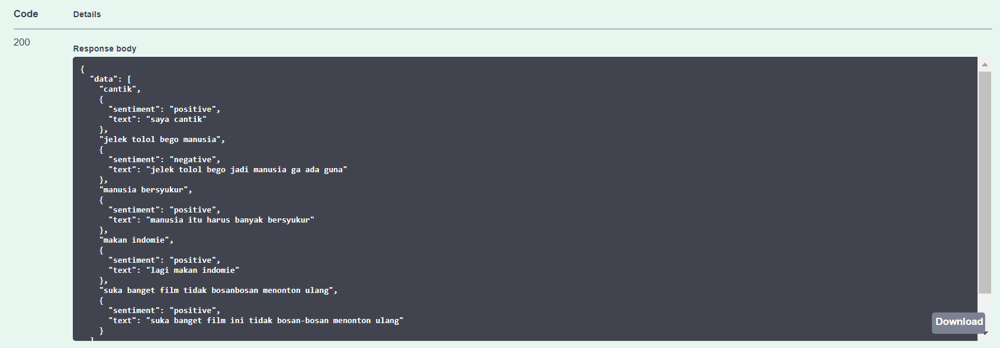 Code Details
200
Response body
{
  "data": [
    "cantik",
    {
      "sentiment": "positive",
      "text": "saya cantik"
    },
    "jelek tolol bego manusia",
    {
      "sentiment": "negative",
      "text": "jelek tolol bego jadi manusia ga ada guna"
    },
    "manusia bersyukur",
    {
      "sentiment": "positive",
      "text": "manusia itu harus banyak bersyukur"
    },
    "makan indomie",
    {
      "sentiment": "positive",
      "text": "lagi makan indomie"
    },
    "suka banget film tidak bosanbosan menonton ulang",
    {
      "sentiment": "positive",
      "text": "suka banget film ini tidak bosan-bosan menonton ulang"
    }
  ]
Download